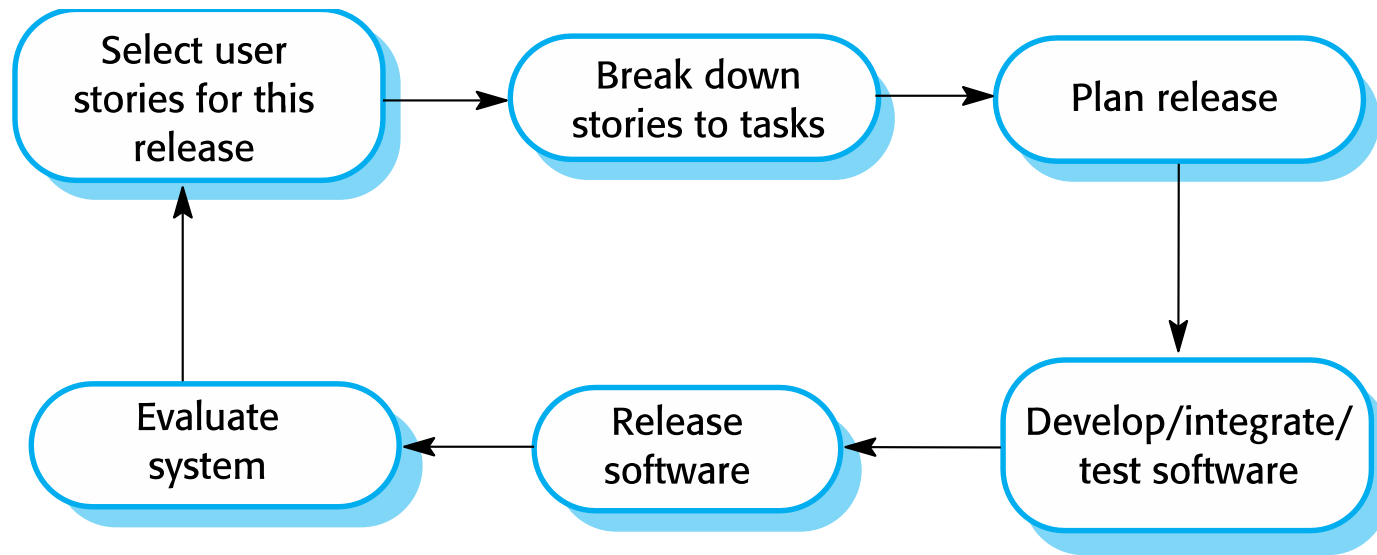 Select user
stories for this
release
Break down
stories to tasks
Plan release
Evaluate
system
Release
software
Develop/integrate/
test software